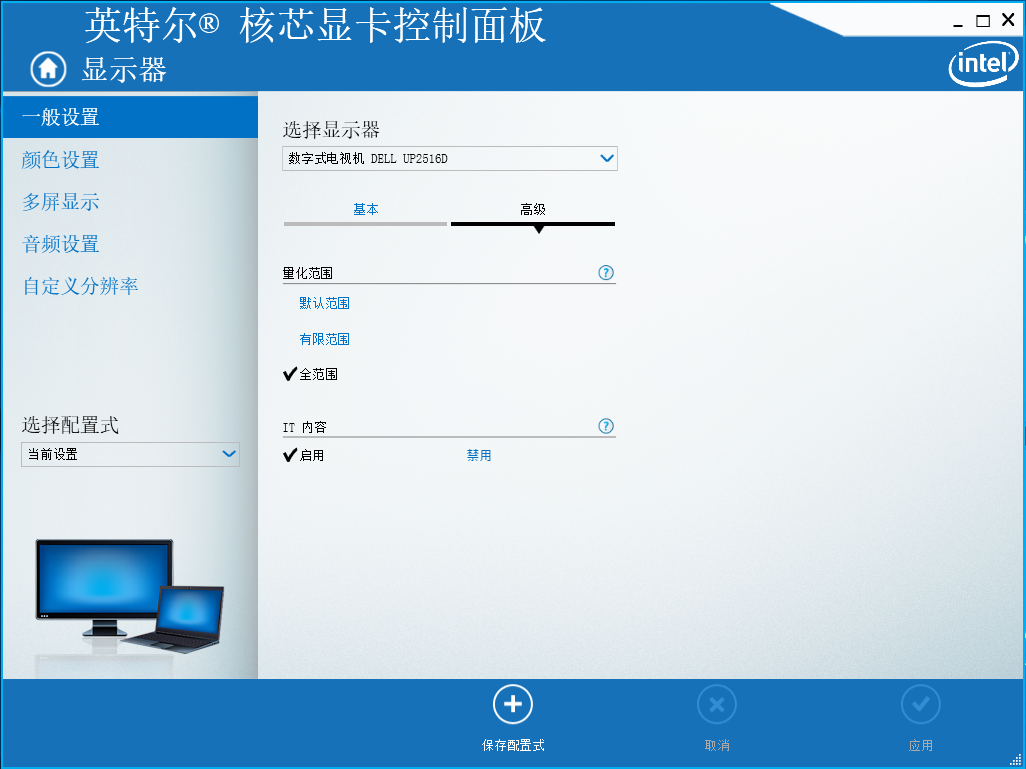 英特尔® 核芯显卡控制面板
显示器
intel
一般设置
颜色设置
多屏显示
音频设置
自定义分辨率
选择配置式
当前设置
选择显示器
数字式电视机 DELL UP2516D
基本 高级
量化范围 ?
默认范围
有限范围
全范围
IT 内容 ?
启用 禁用
保存配置式 取消 应用